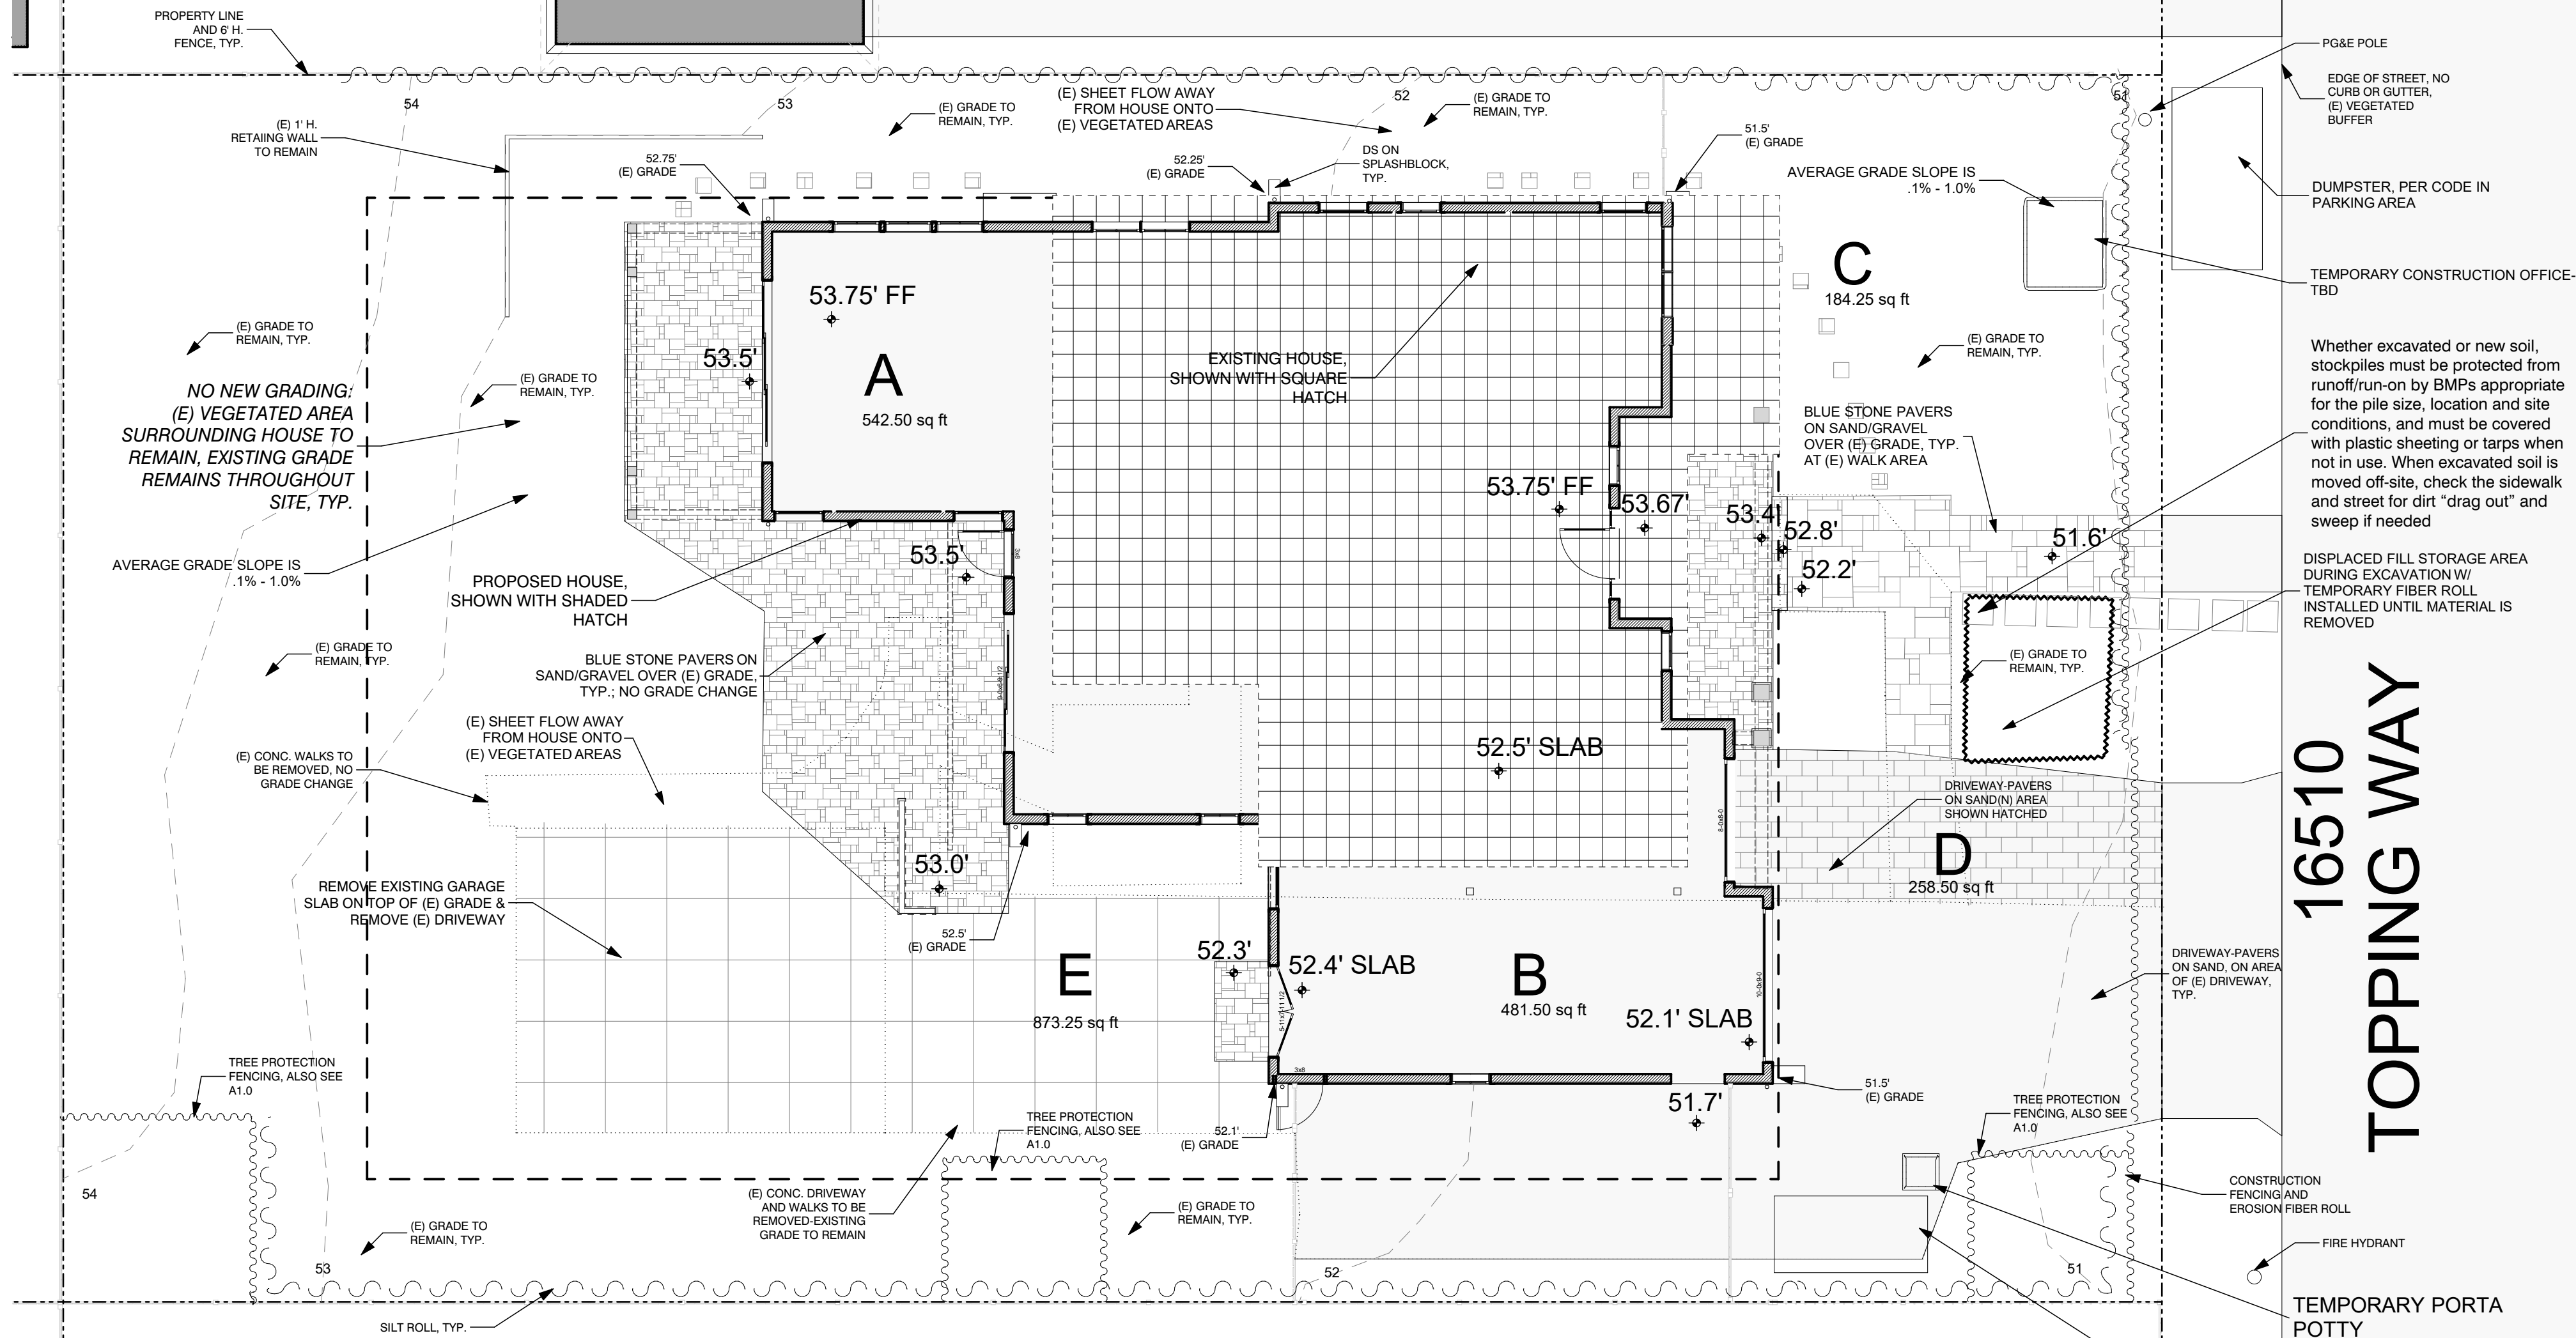 PROPERTY LINE
AND 6' H.
FENCE, TYP.
54
53
(E) 1' H.
RETAIING WALL
TO REMAIN
52.75'
(E) GRADE
(E) GRADE TO
REMAIN, TYP.
(E) SHEET FLOW AWAY
FROM HOUSE ONTO
(E) VEGETATED AREAS
52
(E) GRADE TO
REMAIN, TYP.
52.25'
(E) GRADE
DS ON
SPLASHBLOCK,
TYP.
51.5'
(E) GRADE
AVERAGE GRADE SLOPE IS
.1% - 1.0%
51
PG&E POLE
EDGE OF STREET, NO
CURB OR GUTTER,
(E) VEGETATED
BUFFER
DUMPSTER, PER CODE IN
PARKING AREA
TEMPORARY CONSTRUCTION OFFICE-
TBD
C
184.25 sq ft
(E) GRADE TO
REMAIN, TYP.
53.75' FF
53.5'
A
542.50 sq ft
EXISTING HOUSE,
SHOWN WITH SQUARE
HATCH
(E) GRADE TO
REMAIN, TYP.
(E) GRADE TO
REMAIN, TYP.
NO NEW GRADING:
(E) VEGETATED AREA
SURROUNDING HOUSE TO
REMAIN, EXISTING GRADE
REMAINS THROUGHOUT
SITE, TYP.
AVERAGE GRADE SLOPE IS
.1% - 1.0%
BLUE STONE PAVERS
ON SAND/GRAVEL
OVER (E) GRADE, TYP.
AT (E) WALK AREA
Whether excavated or new soil,
stockpiles must be protected from
runoff/run-on by BMPs appropriate
for the pile size, location and site
conditions, and must be covered
with plastic sheeting or tarps when
not in use. When excavated soil is
moved off-site, check the sidewalk
and street for dirt “drag out” and
sweep if needed
53.75' FF
53.67'
53.4'
52.8'
52.2'
51.6'
DISPLACED FILL STORAGE AREA
DURING EXCAVATION W/
TEMPORARY FIBER ROLL
INSTALLED UNTIL MATERIAL IS
REMOVED
53.5'
3x8
PROPOSED HOUSE,
SHOWN WITH SHADED
HATCH
(E) GRADE TO
REMAIN, TYP.
(E) GRADE TO
REMAIN, TYP.
BLUE STONE PAVERS ON
SAND/GRAVEL OVER (E) GRADE,
TYP.; NO GRADE CHANGE
(E) SHEET FLOW AWAY
FROM HOUSE ONTO
(E) VEGETATED AREAS
(E) CONC. WALKS TO
BE REMOVED, NO
GRADE CHANGE
52.5' SLAB
8-0x8-0
DRIVEWAY-PAVERS
ON SAND(N) AREA
SHOWN HATCHED
D
258.50 sq ft
16510
TOPPING WAY
53.0'
REMOVE EXISTING GARAGE
SLAB ON TOP OF (E) GRADE &
REMOVE (E) DRIVEWAY
52.5'
(E) GRADE
E
873.25 sq ft
52.3'
52.4' SLAB
B
481.50 sq ft
52.1' SLAB
10-0x9-0
DRIVEWAY-PAVERS
ON SAND, ON AREA
OF (E) DRIVEWAY,
TYP.
3x8
51.5'
(E) GRADE
51.7'
TREE PROTECTION
FENCING, ALSO SEE
A1.0
TREE PROTECTION
FENCING, ALSO SEE
A1.0
52.1'
(E) GRADE
TREE PROTECTION
FENCING, ALSO SEE
A1.0
54
(E) CONC. DRIVEWAY
AND WALKS TO BE
REMOVED-EXISTING
GRADE TO REMAIN
(E) GRADE TO
REMAIN, TYP.
(E) GRADE TO
REMAIN, TYP.
CONSTRUCTION
FENCING AND
EROSION FIBER ROLL
FIRE HYDRANT
53
52
51
SILT ROLL, TYP.
TEMPORARY PORTA
POTTY